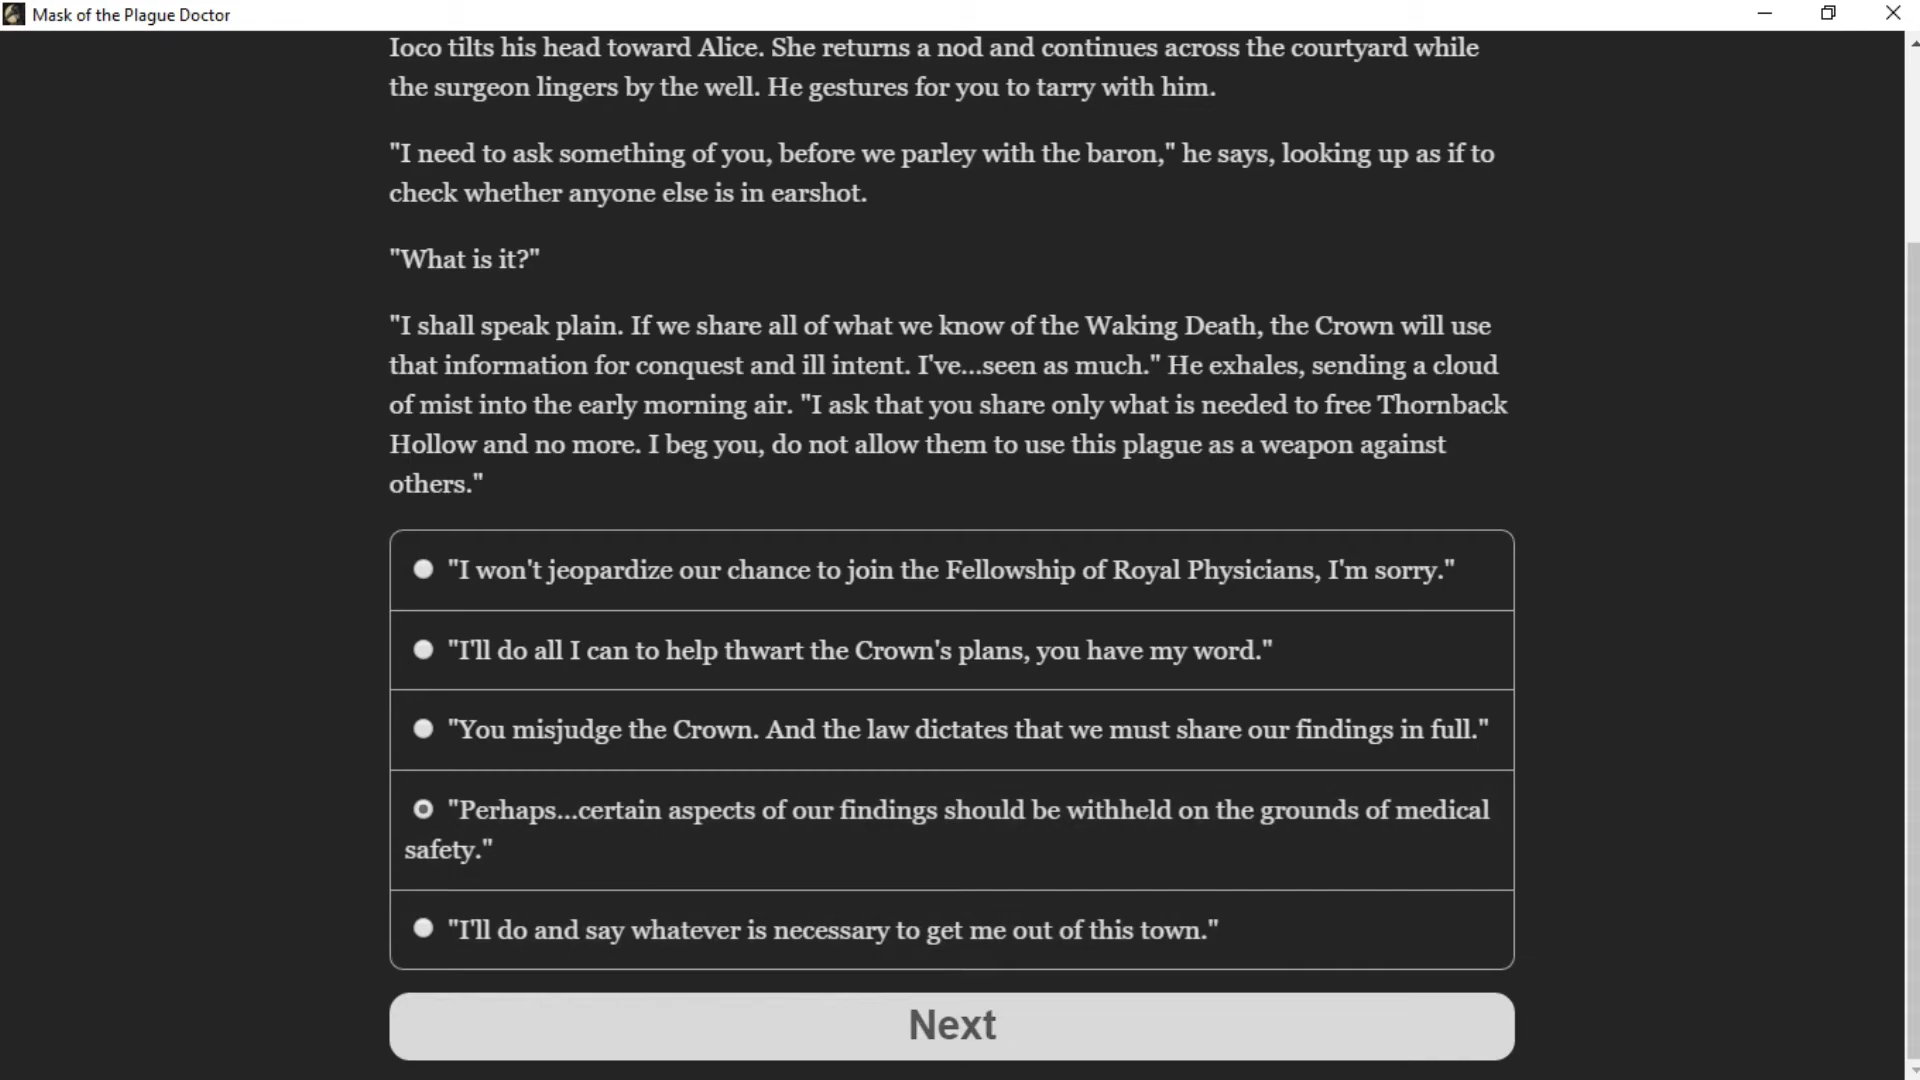 Mask of the Plague Doctor
Ioco tilts his head toward Alice. She returns a nod and continues across the courtyard while
the surgeon lingers by the well. He gestures for you to tarry with him.
"I need to ask something of you, before we parley with the baron," he says, looking up as if to
check whether anyone else is in earshot.
"What is it?"
"I shall speak plain. If we share all of what we know of the Waking Death, the Crown will use
that information for conquest and ill intent. I've...seen as much." He exhales, sending a cloud
of mist into the early morning air. "I ask that you share only what is needed to free Thornback
Hollow and no more. I beg you, do not allow them to use this plague as a weapon against
others."
"I won't jeopardize our chance to join the Fellowship of Royal Physicians, I'm sorry."
"I'll do all I can to help thwart the Crown's plans, you have my word."
"You misjudge the Crown. And the law dictates that we must share our findings in full."
"Perhaps...certain aspects of our findings should be withheld on the grounds of medical
safety."
"I'll do and say whatever is necessary to get me out of this town."
Next